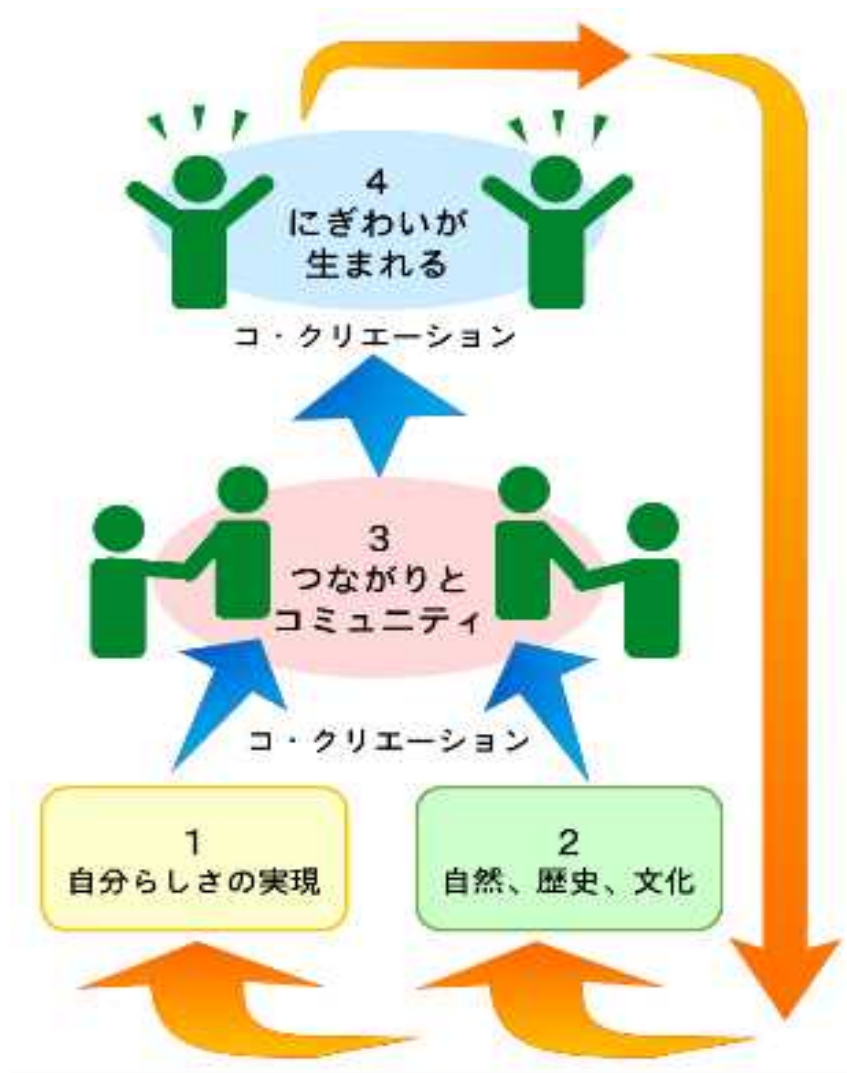 4
にぎわいが
生まれる
コ・クリエーション
3
つながりと
コミュニティ
コ・クリエーション
1
自分らしさの実現
2
自然、歴史、文化